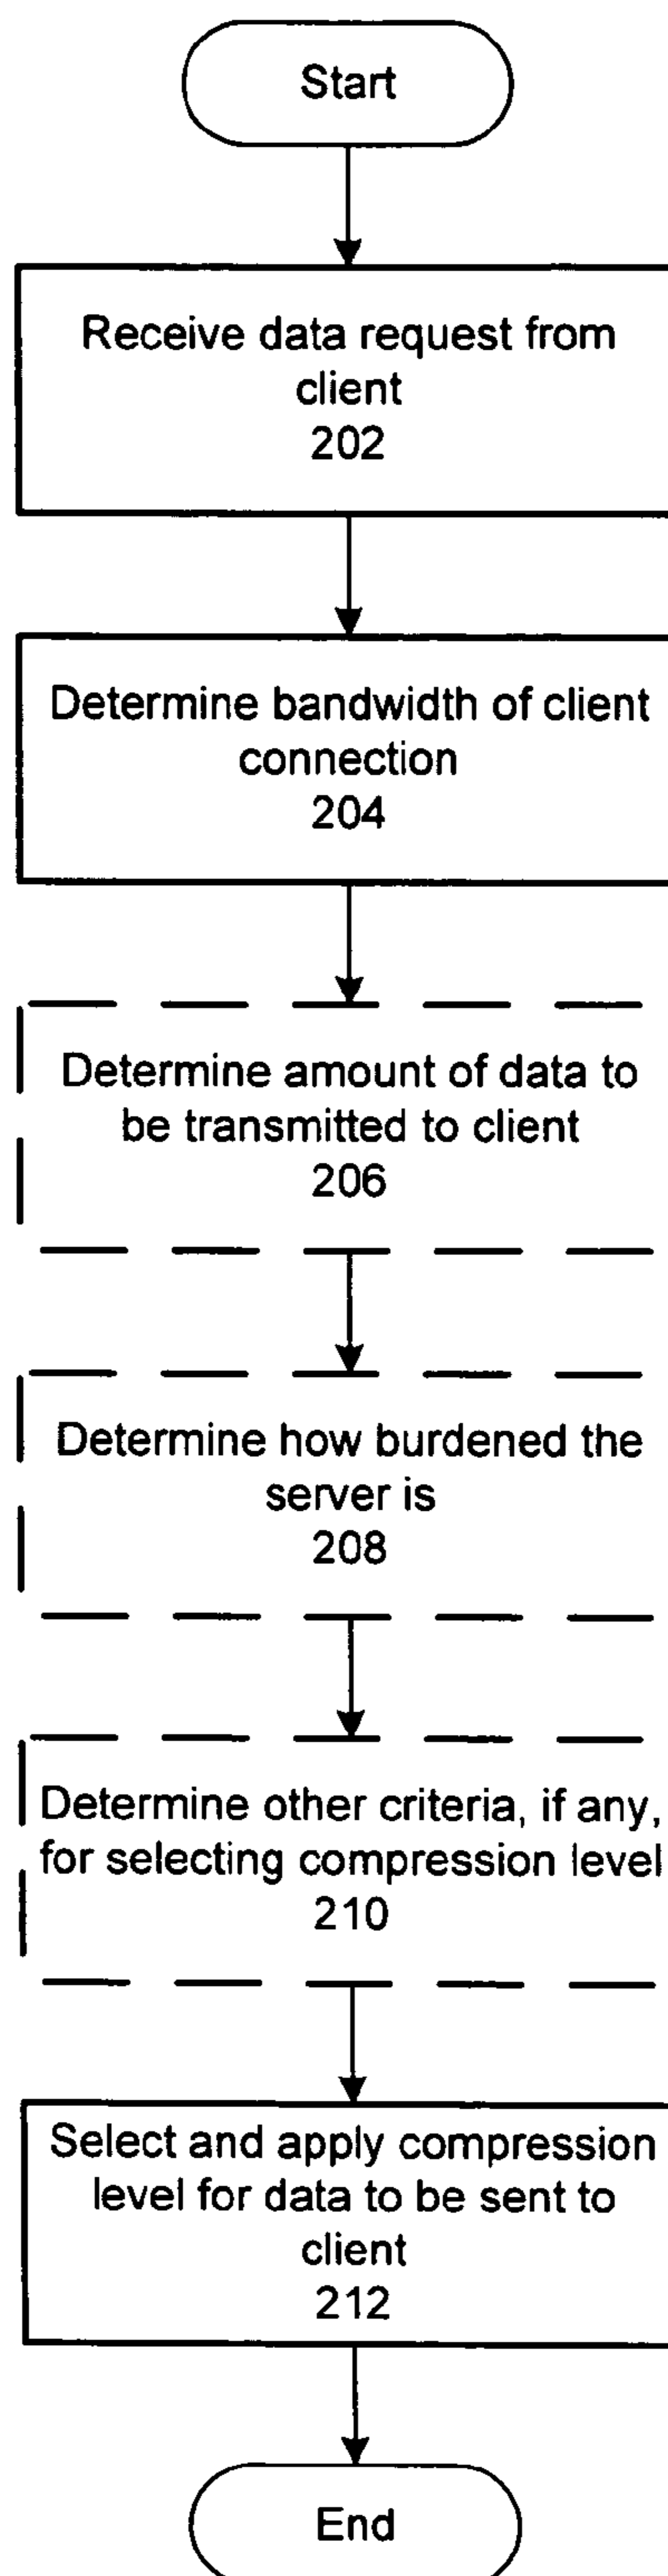 Start
Receive data request from
client
202
Determine bandwidth of client
connection
204
Determine amount of data to
be transmitted to client
206
Determine how burdened the
server is
208
Determine other criteria, if any,
for selecting compression level
210
Select and apply compression
level for data to be sent to
client
212
End